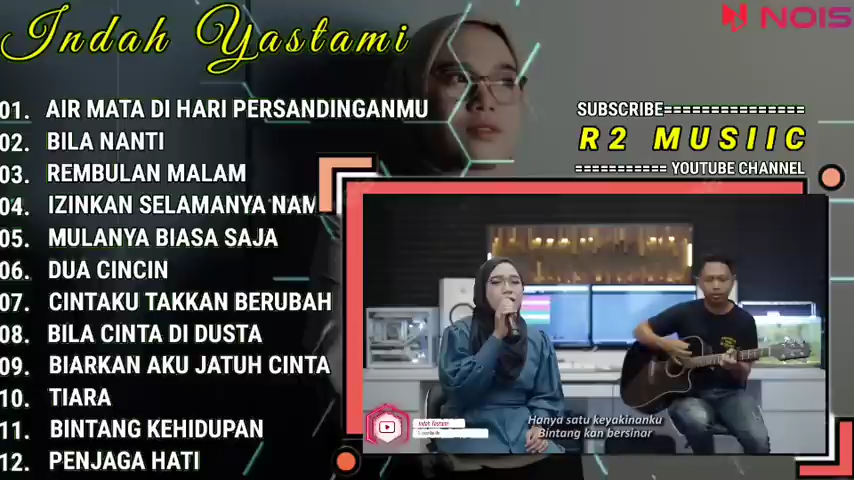 Indah Yastami
NOIS
01. AIR MATA DI HARI PERSANDINGANMU
02. BILA NANTI
03. REMBULAN MALAM
04. IZINKAN SELAMANYA NAM
05. MULANYA BIASA SAJA
06. DUA CINCIN
07. CINTAKU TAKKAN BERUBAH
08. BILA CINTA DI DUSTA
09. BIARKAN AKU JATUH CINTA
10. TIARA
11. BINTANG KEHIDUPAN
12. PENJAGA HATI
SUBSCRIBE===============
R2 MUSIIC
=========== YOUTUBE CHANNEL
Indah Yastami
Hanya satu keyakinanku
Bintang kan bersinar